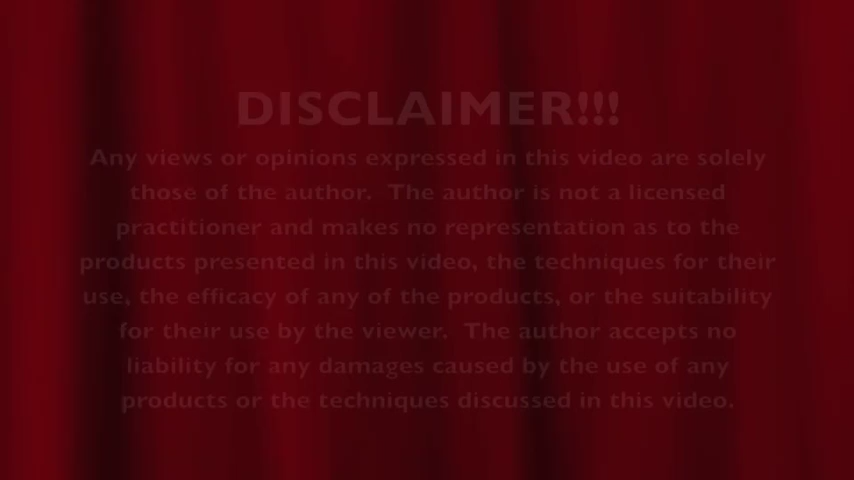 DISCLAIMER!!!
Any views or opinions expressed in this video are solely
those of the author.  The author is not a licensed
practitioner and makes no representation as to the
products presented in this video, the techniques for their
use, the efficacy of any of the products, or the suitability
for their use by the viewer.  The author accepts no
liability for any damages caused by the use of any
products or the techniques discussed in this video.